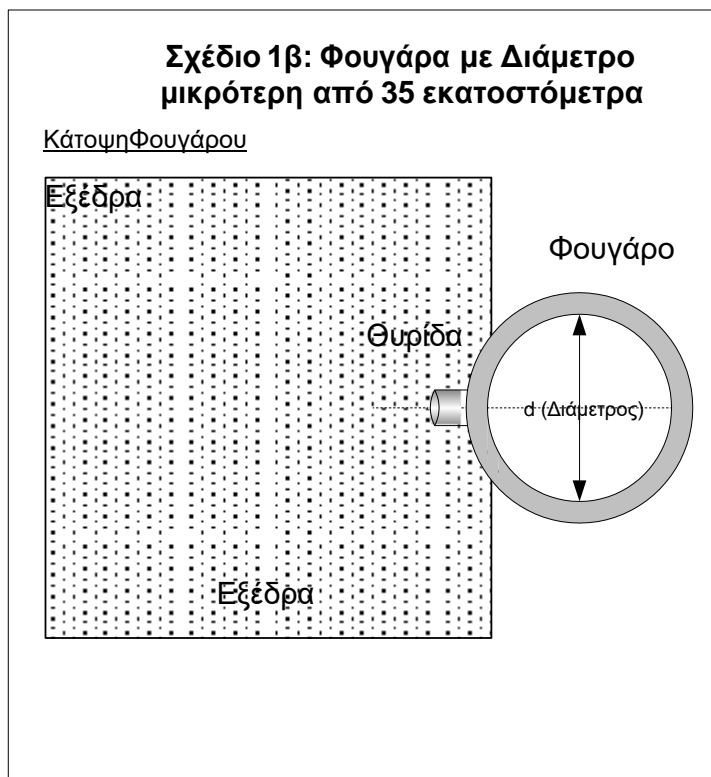 Σχέδιο 1β: Φουγάρα με Διάμετρο
μικρότερη από 35 εκατοστόμετρα
ΚάτοψηΦουγάρου
Εξέδρα
Φουγάρο
Θυρίδα
d (Διάμετρος)
Εξέδρα